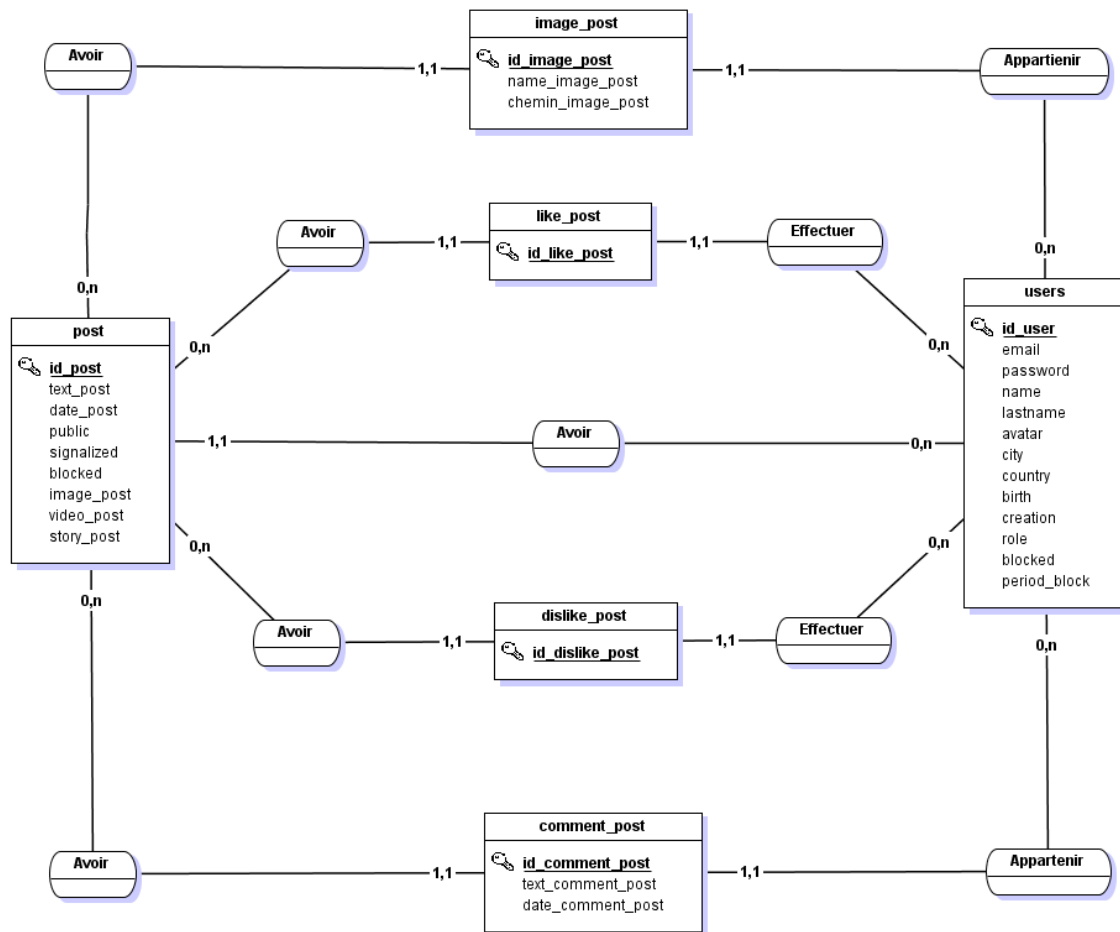 image_post
id_image_post
name_image_post
chemin_image_post
Avoir
1,1
1,1
Appartienir
0,n
0,n
like_post
id_like_post
Avoir
1,1
1,1
Effectuer
0,n
0,n
post
id_post
text_post
date_post
public
signalized
blocked
image_post
video_post
story_post
users
id_user
email
password
name
lastname
avatar
city
country
birth
creation
role
blocked
period_block
1,1
Avoir
0,n
0,n
0,n
dislike_post
id_dislike_post
Avoir
1,1
1,1
Effectuer
0,n
0,n
comment_post
id_comment_post
text_comment_post
date_comment_post
Avoir
1,1
1,1
Appartenir